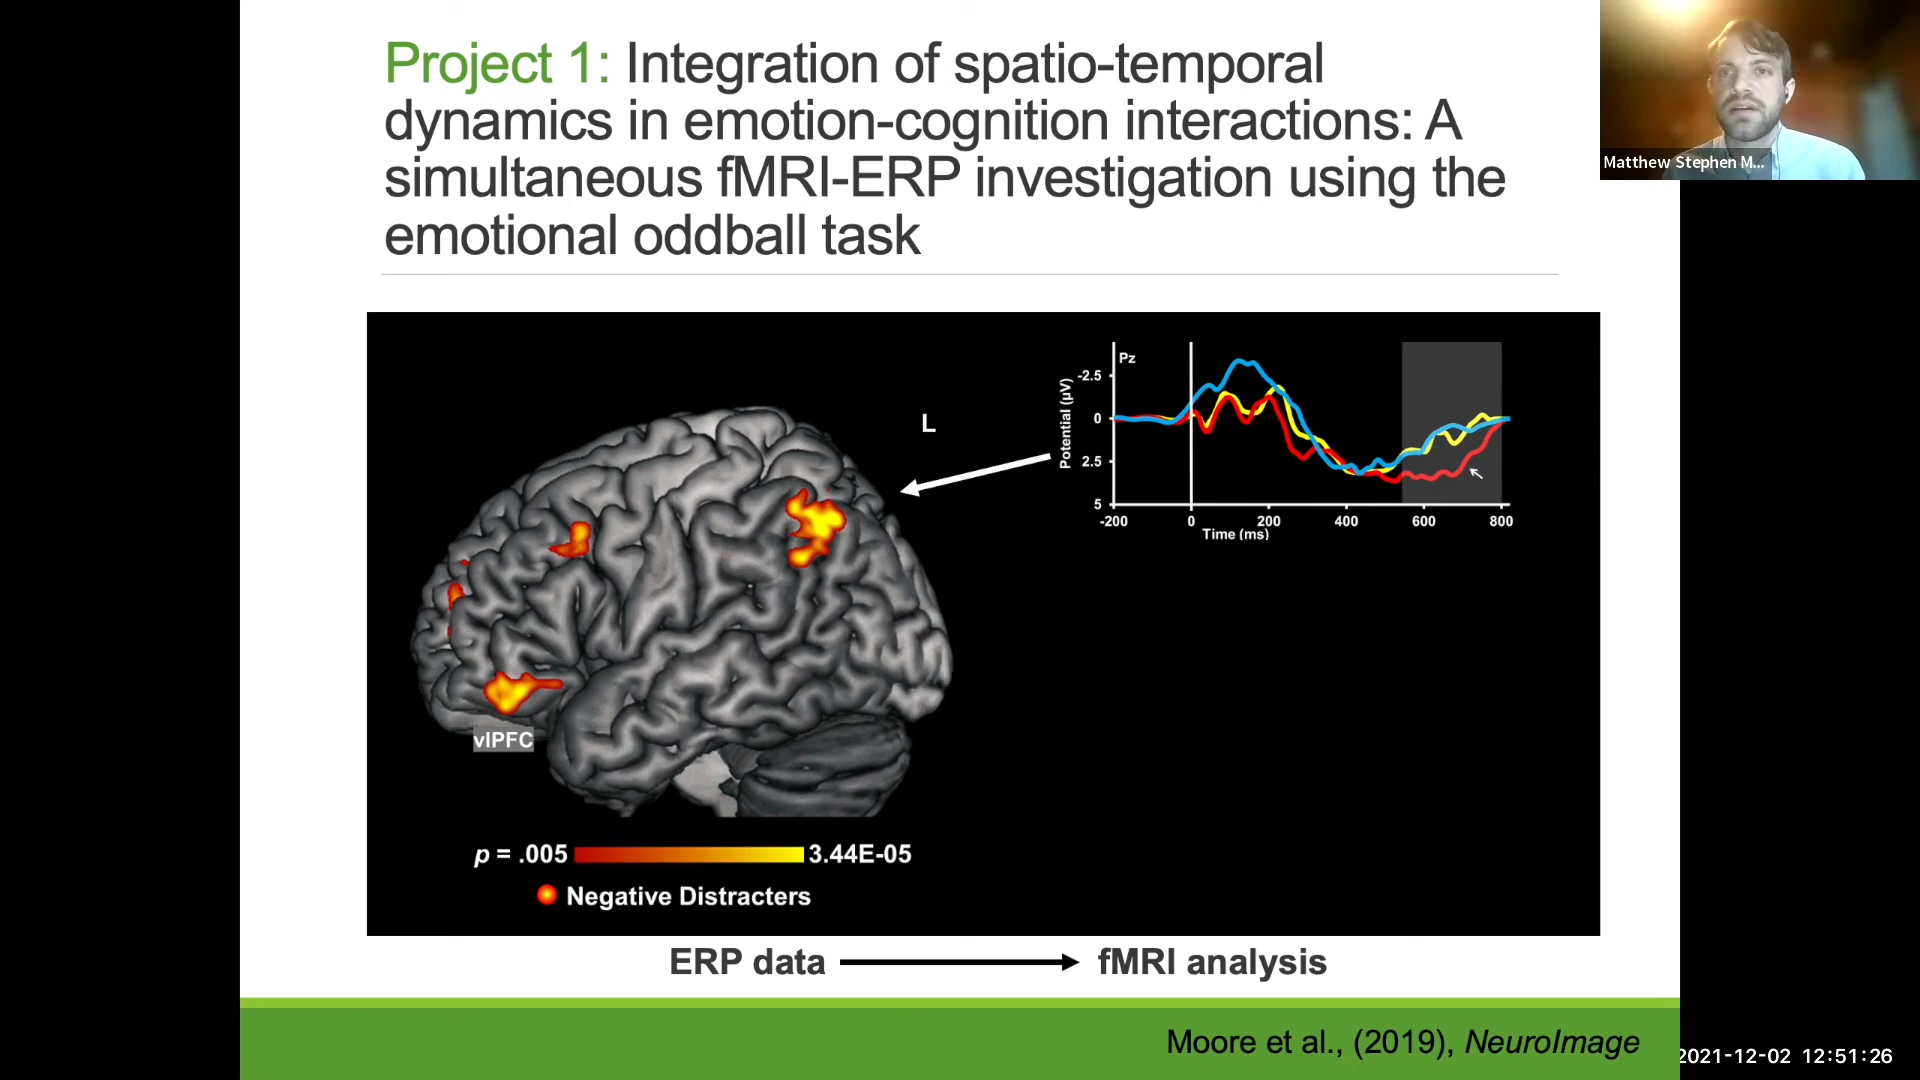 Project 1: Integration of spatio-temporal
dynamics in emotion-cognition interactions: A
simultaneous fMRI-ERP investigation using the
emotional oddball task
Matthew Stephen M...
L
Pz
Potential (µV)
-2.5
0
2.5
5
-200 0 200 400 600 800
Time (ms)
vlPFC
p = .005 3.44E-05
Negative Distracters
ERP data fMRI analysis
Moore et al., (2019), NeuroImage
2021-12-02 12:51:26